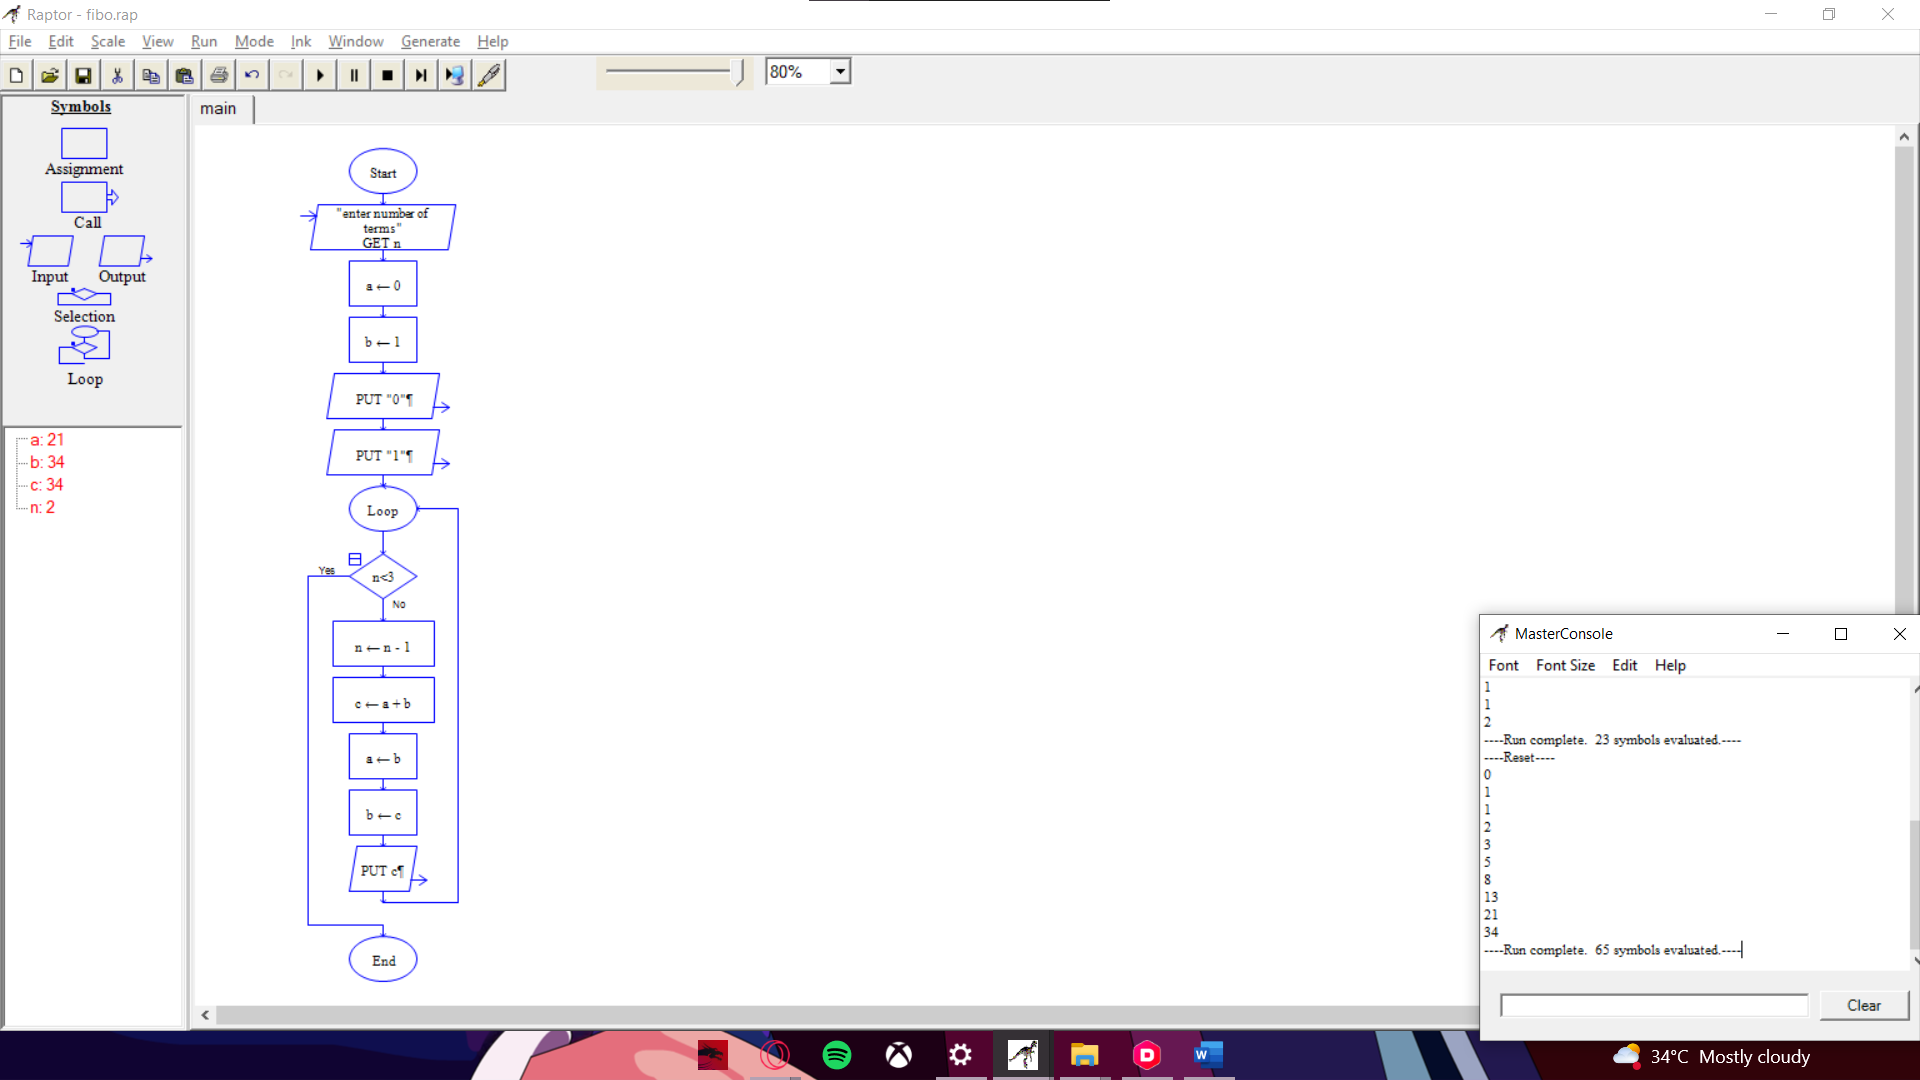 Raptor - fibo.rap
File Edit Scale View Run Mode Ink Window Generate Help
80%
Symbols
Assignment
Call
Input Output
Selection
Loop
a: 21
b: 34
c: 34
n: 2
main
Start
"enter number of
terms"
GET n
a ← 0
b ← 1
PUT "0"¶
PUT "1"¶
Loop
Yes
n<3
No
n ← n - 1
c ← a + b
a ← b
b ← c
PUT c¶
End
MasterConsole
Font Font Size Edit Help
1
1
2
----Run complete. 23 symbols evaluated.----
----Reset----
0
1
1
2
3
5
8
13
21
34
----Run complete. 65 symbols evaluated.----
Clear
D
W
34°C Mostly cloudy